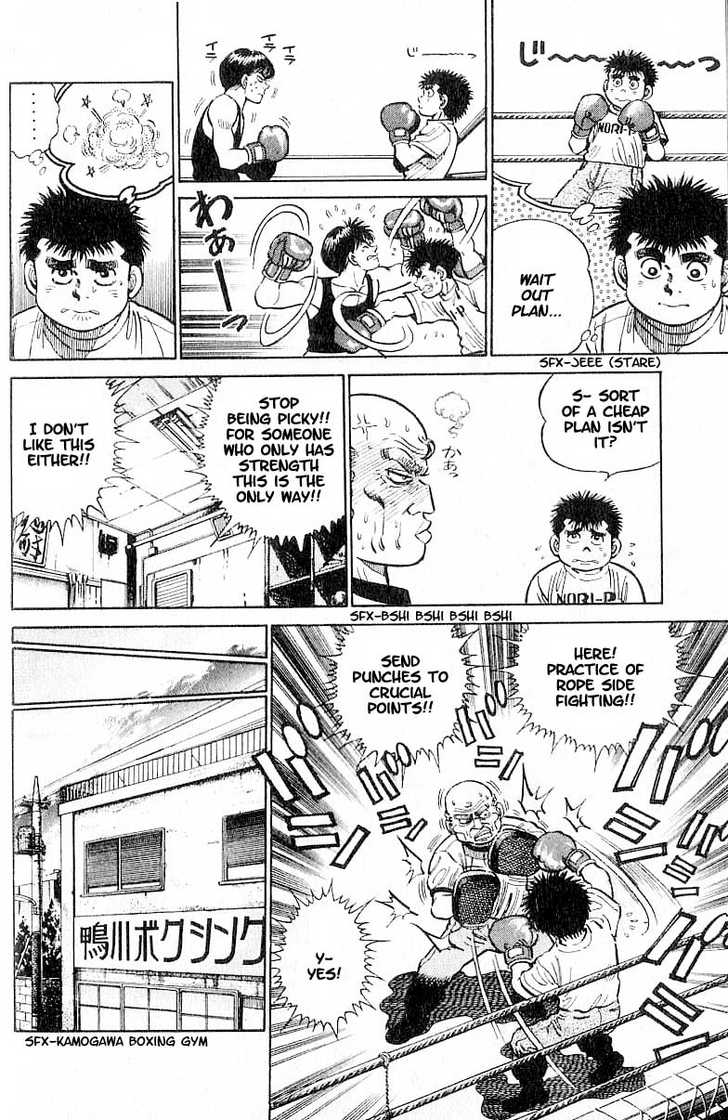 じ〜〜〜っ
NORI-P
WAIT
OUT
PLAN...
SFX-JEEE (STARE)
じ〜〜っ
イラ
イラ
わぁーっ
......
S- SORT
OF A CHEAP
PLAN ISN'T
IT?
NORI-P
かぁっ
STOP
BEING PICKY!!
FOR SOMEONE
WHO ONLY HAS
STRENGTH
THIS IS THE
ONLY WAY!!
I DON'T
LIKE THIS
EITHER!!
SFX-BSHI BSHI BSHI BSHI
HERE!
PRACTICE OF
ROPE SIDE
FIGHTING!!
SEND
PUNCHES TO
CRUCIAL
POINTS!!
Y-
YES!
鴨川ボクシング
SFX-KAMOGAWA BOXING GYM